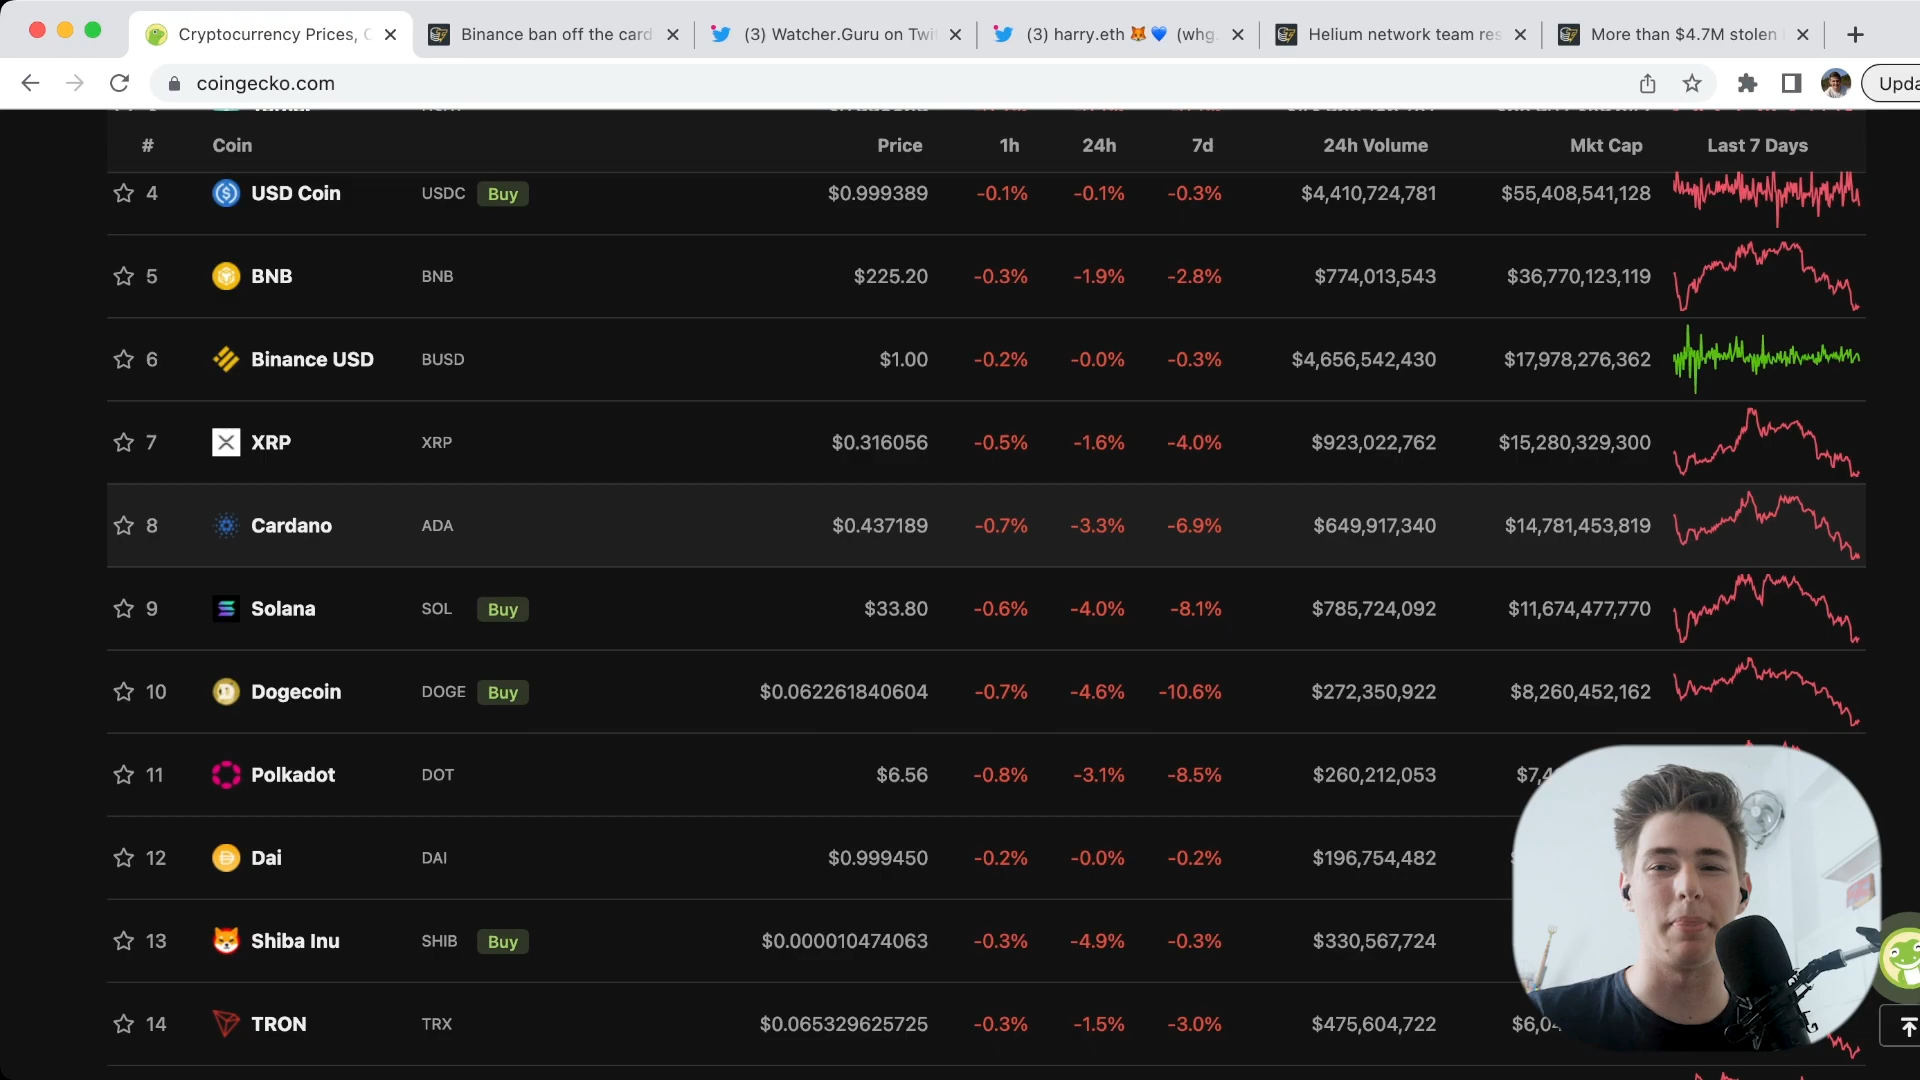 Cryptocurrency Prices, C
Binance ban off the card
(3) Watcher.Guru on Twi
(3) harry.eth 🦊💙 (whg.
Helium network team res
More than $4.7M stolen
coingecko.com
Upda
# Coin Price 1h 24h 7d 24h Volume Mkt Cap Last 7 Days
4 USD Coin USDC Buy $0.999389 -0.1% -0.1% -0.3% $4,410,724,781 $55,408,541,128
5 BNB BNB $225.20 -0.3% -1.9% -2.8% $774,013,543 $36,770,123,119
6 Binance USD BUSD $1.00 -0.2% -0.0% -0.3% $4,656,542,430 $17,978,276,362
7 XRP XRP $0.316056 -0.5% -1.6% -4.0% $923,022,762 $15,280,329,300
8 Cardano ADA $0.437189 -0.7% -3.3% -6.9% $649,917,340 $14,781,453,819
9 Solana SOL Buy $33.80 -0.6% -4.0% -8.1% $785,724,092 $11,674,477,770
10 Dogecoin DOGE Buy $0.062261840604 -0.7% -4.6% -10.6% $272,350,922 $8,260,452,162
11 Polkadot DOT $6.56 -0.8% -3.1% -8.5% $260,212,053 $7,4
12 Dai DAI $0.999450 -0.2% -0.0% -0.2% $196,754,482
13 Shiba Inu SHIB Buy $0.000010474063 -0.3% -4.9% -0.3% $330,567,724
14 TRON TRX $0.065329625725 -0.3% -1.5% -3.0% $475,604,722 $6,04